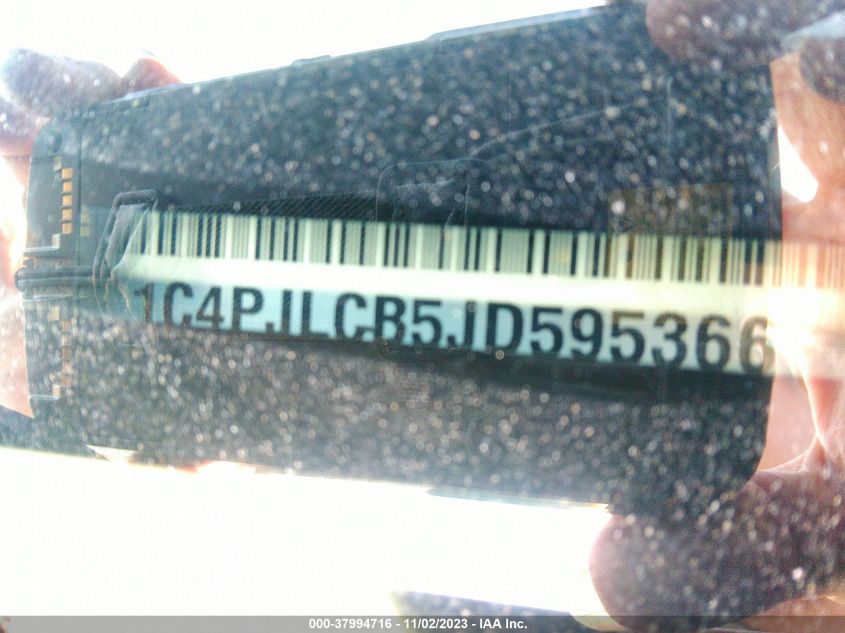 1C4PJLCB5JD595366
000-37994716 - 11/02/2023 - IAA Inc.